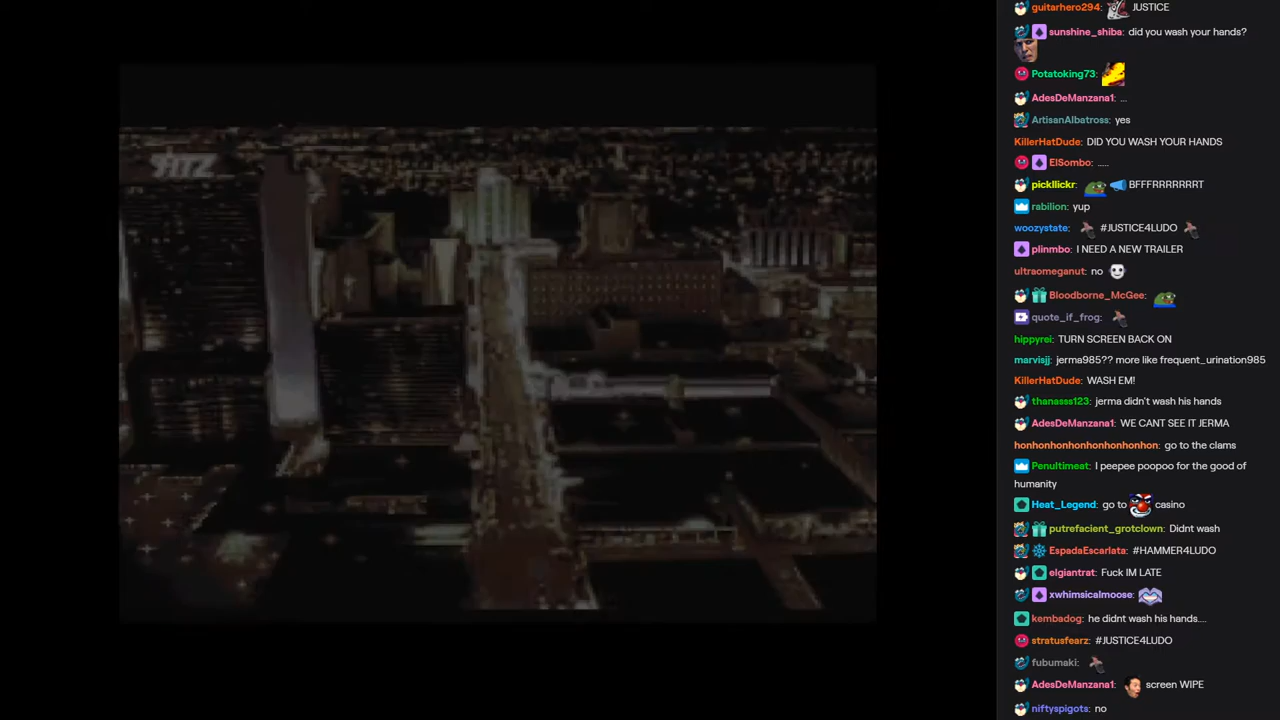 guitarhero294: JUSTICE
sunshine_shiba: did you wash your hands?
Potatoking73:
AdesDeManzana1: ...
ArtisanAlbatross: yes
KillerHatDude: DID YOU WASH YOUR HANDS
ElSombo: .....
pickllickr: BFFFRRRRRRRT
rabilion: yup
woozystate: #JUSTICE4LUDO
plinmbo: I NEED A NEW TRAILER
ultraomeganut: no
Bloodborne_McGee:
quote_if_frog:
hippyrei: TURN SCREEN BACK ON
marvisjj: jerma985?? more like frequent_urination985
KillerHatDude: WASH EM!
thanasss123: jerma didn't wash his hands
AdesDeManzana1: WE CANT SEE IT JERMA
honhonhonhonhonhonhonhon: go to the clams
Penultimeat: I peepee poopoo for the good of
humanity
Heat_Legend: go to casino
putrefacient_grotclown: Didnt wash
EspadaEscarlata: #HAMMER4LUDO
elgiantrat: Fuck IM LATE
xwhimsicalmoose:
kembadog: he didnt wash his hands....
stratusfearz: #JUSTICE4LUDO
fubumaki:
AdesDeManzana1: screen WIPE
niftyspigots: no